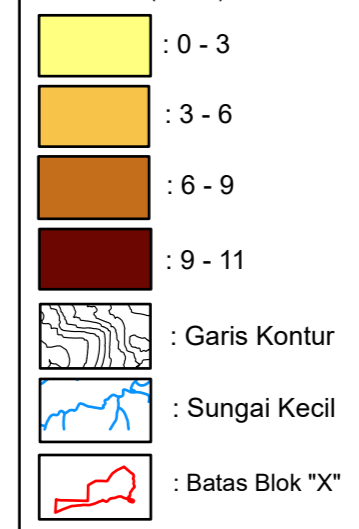 : 0 - 3
: 3 - 6
: 6 - 9
: 9 - 11
: Garis Kontur
: Sungai Kecil
: Batas Blok "X"